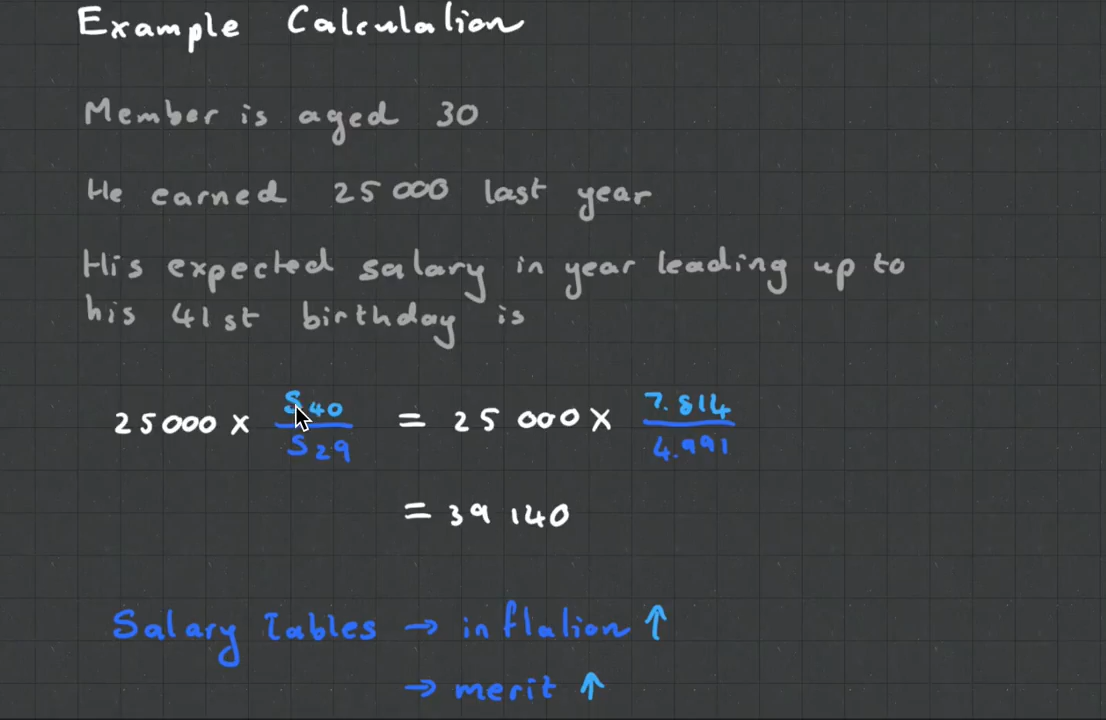 Example Calculation
Member is aged 30
He earned 25 000 last year
His expected salary in year leading up to
his 41st birthday is
25000 × S40/S29 = 25 000 × 7.814/4.991
= 39 140
Salary Tables → inflation ↑
→ merit ↑